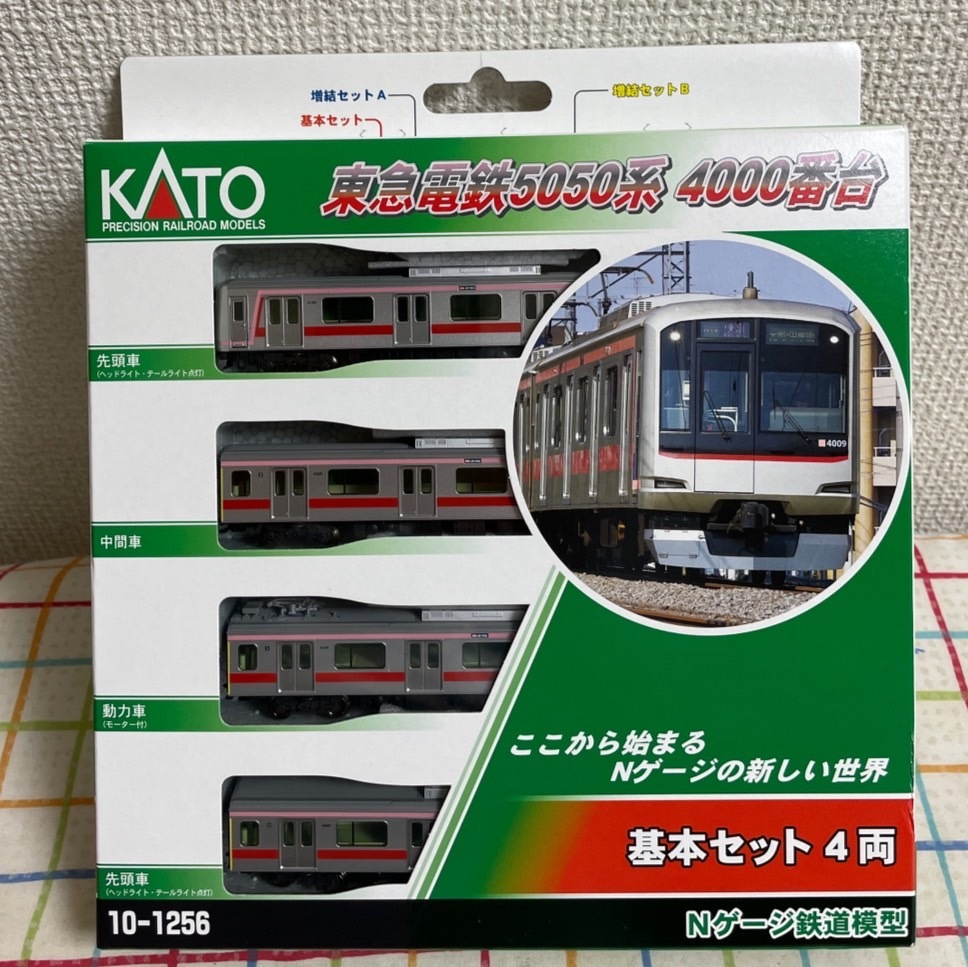 増結セットA
増結セットB
基本セット
KATO
PRECISION RAILROAD MODELS
東急電鉄5050系 4000番台
先頭車
(ヘッドライト・テールライト点灯)
4009
中間車
動力車
(モーター付)
ここから始まる
Nゲージの新しい世界
基本セット 4両
先頭車
(ヘッドライト・テールライト点灯)
10-1256
Nゲージ鉄道模型